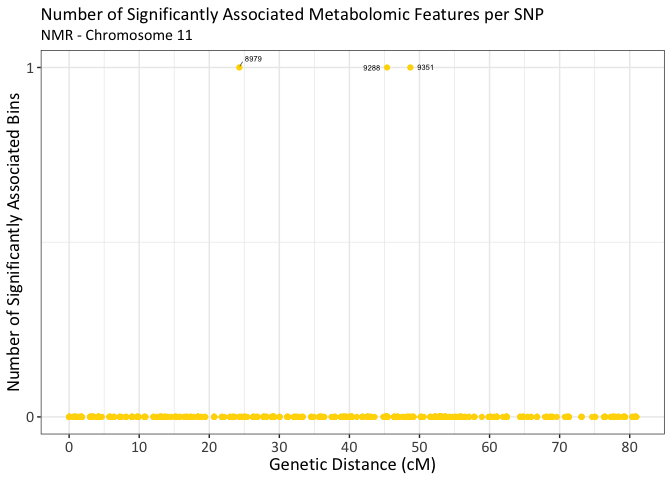 Number of Significantly Associated Metabolomic Features per SNP
NMR - Chromosome 11
Number of Significantly Associated Bins
1
0
8979
9288
9351
0 10 20 30 40 50 60 70 80
Genetic Distance (cM)